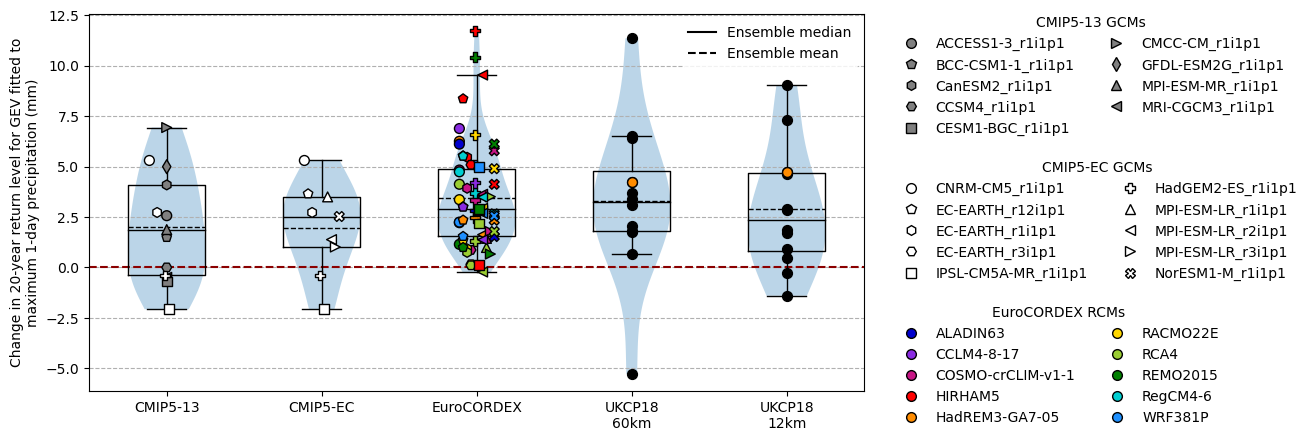 Change in 20-year return level for GEV fitted to
maximum 1-day precipitation (mm)
12.5
10.0
7.5
5.0
2.5
0.0
−2.5
−5.0
CMIP5-13
CMIP5-EC
EuroCORDEX
UKCP18
60km
UKCP18
12km
Ensemble median
Ensemble mean
CMIP5-13 GCMs
ACCESS1-3_r1i1p1
BCC-CSM1-1_r1i1p1
CanESM2_r1i1p1
CCSM4_r1i1p1
CESM1-BGC_r1i1p1
CMCC-CM_r1i1p1
GFDL-ESM2G_r1i1p1
MPI-ESM-MR_r1i1p1
MRI-CGCM3_r1i1p1
CMIP5-EC GCMs
CNRM-CM5_r1i1p1
EC-EARTH_r12i1p1
EC-EARTH_r1i1p1
EC-EARTH_r3i1p1
IPSL-CM5A-MR_r1i1p1
HadGEM2-ES_r1i1p1
MPI-ESM-LR_r1i1p1
MPI-ESM-LR_r2i1p1
MPI-ESM-LR_r3i1p1
NorESM1-M_r1i1p1
EuroCORDEX RCMs
ALADIN63
CCLM4-8-17
COSMO-crCLIM-v1-1
HIRHAM5
HadREM3-GA7-05
RACMO22E
RCA4
REMO2015
RegCM4-6
WRF381P